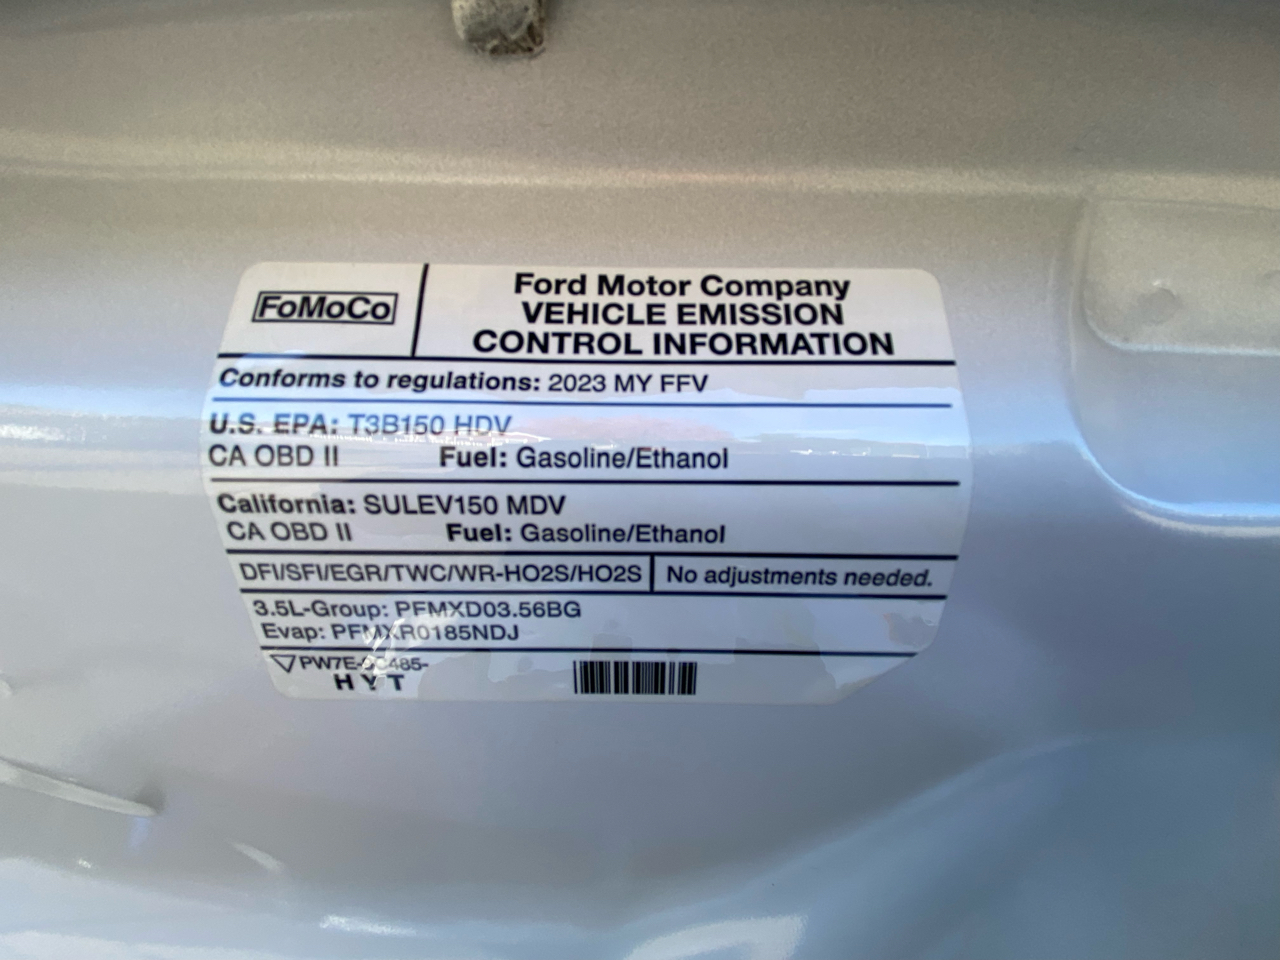 FoMoCo
Ford Motor Company
VEHICLE EMISSION
CONTROL INFORMATION
Conforms to regulations: 2023 MY FFV
U.S. EPA: T3B150 HDV
CA OBD II Fuel: Gasoline/Ethanol
California: SULEV150 MDV
CA OBD II Fuel: Gasoline/Ethanol
DFI/SFI/EGR/TWC/WR-HO2S/HO2S No adjustments needed.
3.5L-Group: PFMXD03.56BG
Evap: PFMXR0185NDJ
PW7E-9C485-
HYT